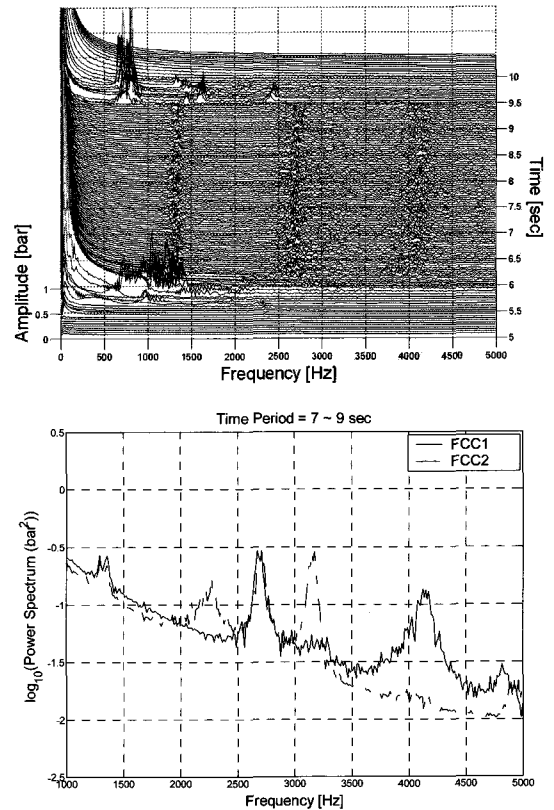 10
9.5
9
8.5
8
7.5
7
6.5
6
5.5
5
Time [sec]
Amplitude [bar]
1
0.5
0
0 500 1000 1500 2000 2500 3000 3500 4000 4500 5000
Frequency [Hz]
Time Period = 7 ~ 9 sec
FCC1
FCC2
0.5
0
-0.5
-1
-1.5
-2
-2.5
log10(Power Spectrum (bar2))
1000 1500 2000 2500 3000 3500 4000 4500 5000
Frequency [Hz]